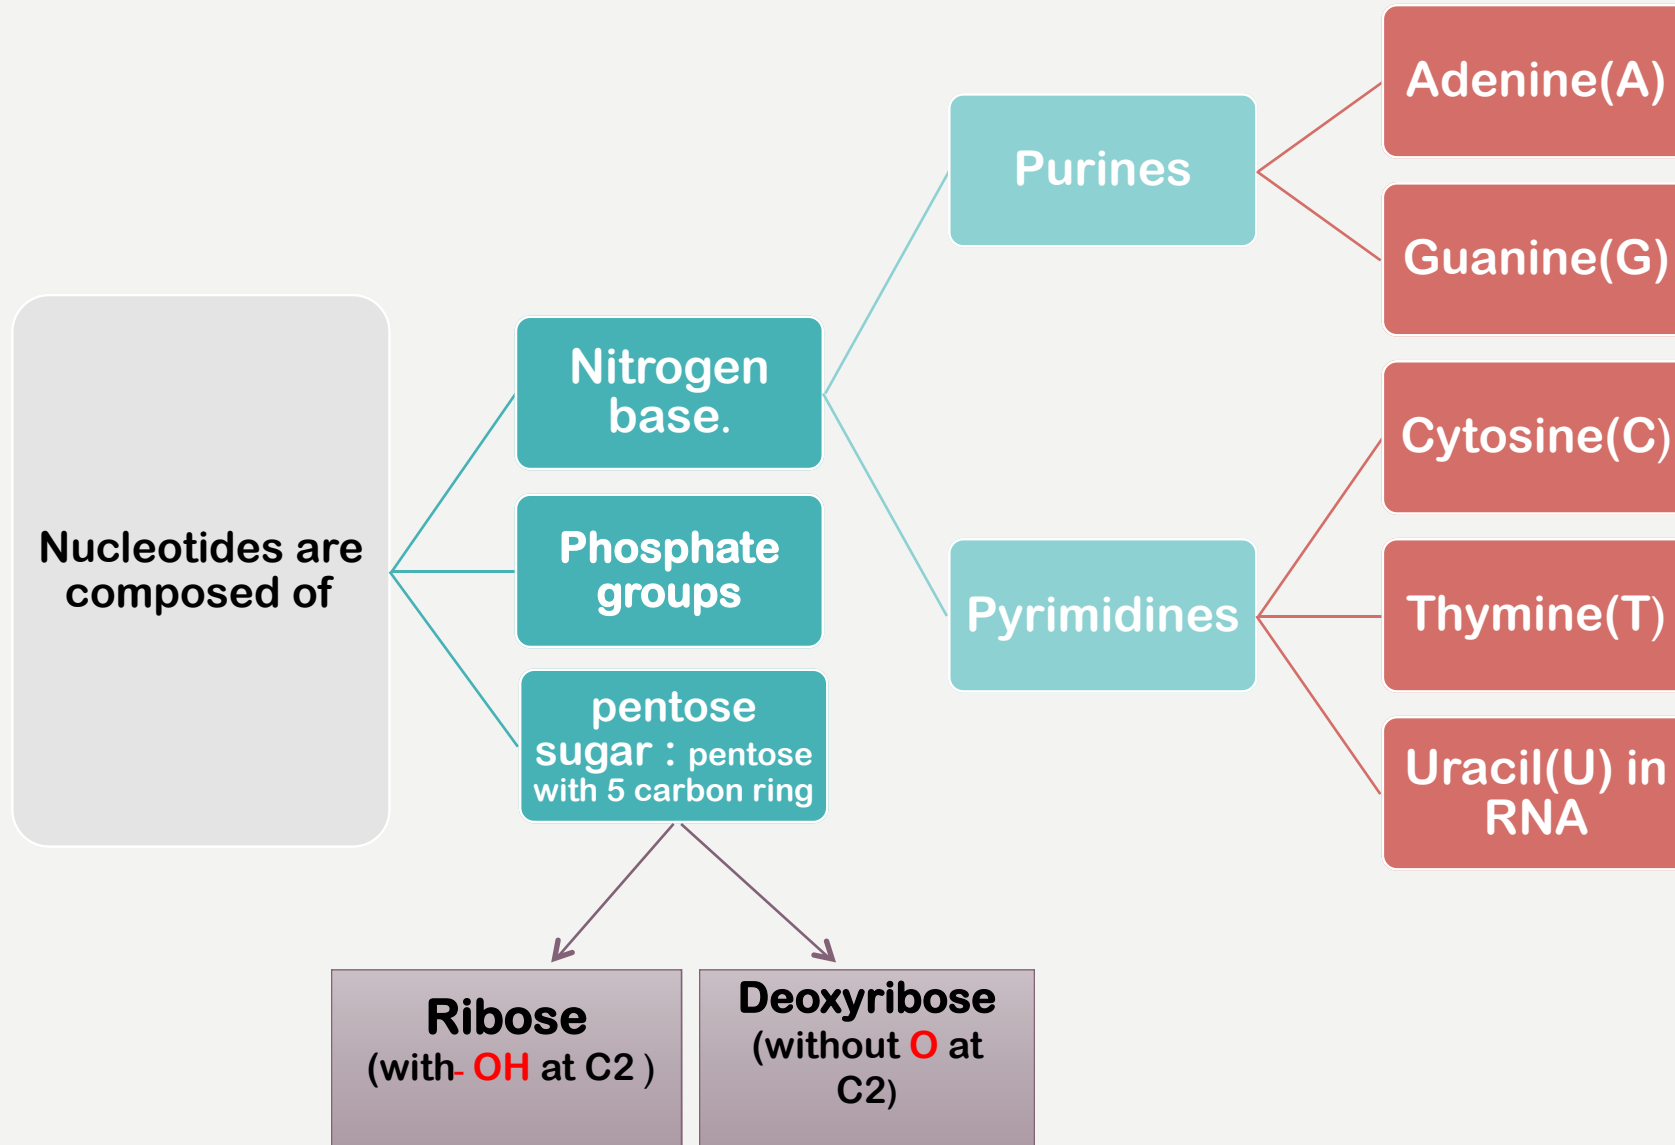 Nucleotides are
composed of
Nitrogen
base.
Phosphate
groups
pentose
sugar : pentose
with 5 carbon ring
Purines
Pyrimidines
Adenine(A)
Guanine(G)
Cytosine(C)
Thymine(T)
Uracil(U) in
RNA
Ribose
(with- OH at C2 )
Deoxyribose
(without O at
C2)